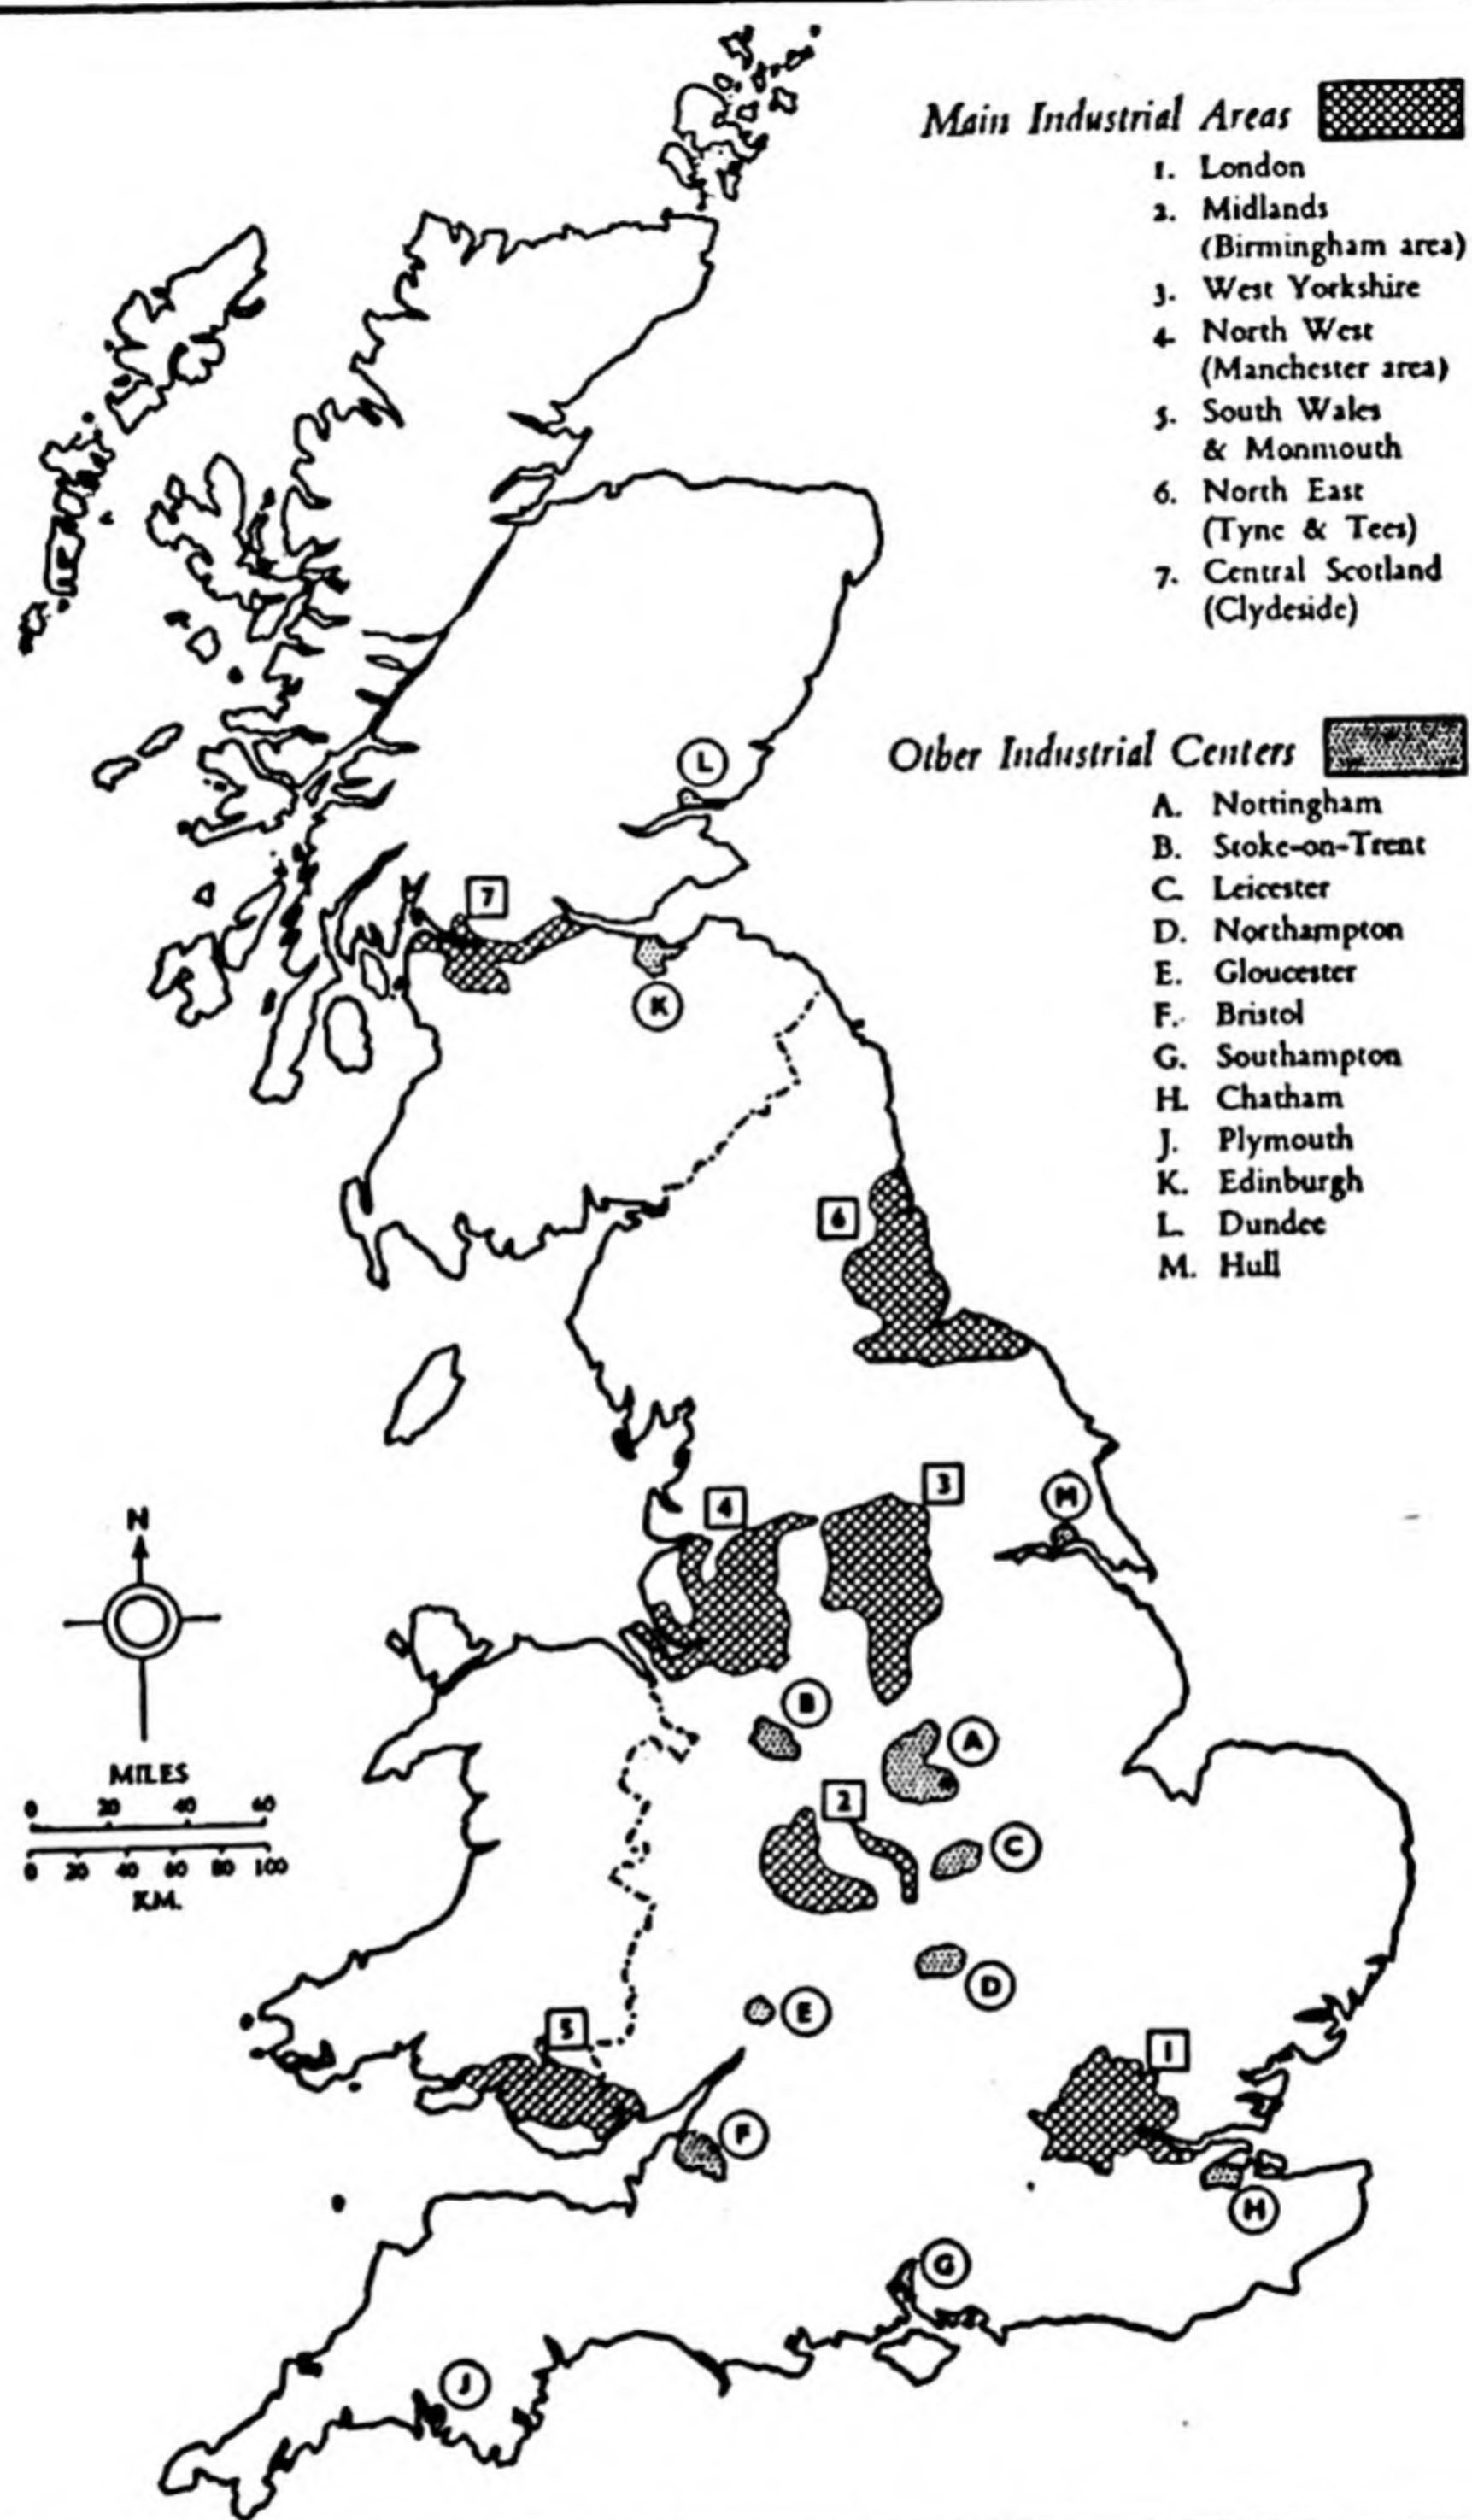 Main Industrial Areas
1. London
2. Midlands
(Birmingham area)
3. West Yorkshire
4. North West
(Manchester area)
5. South Wales
& Monmouth
6. North East
(Tyne & Tees)
7. Central Scotland
(Clydeside)
Other Industrial Centers
A. Nottingham
B. Stoke-on-Trent
C. Leicester
D. Northampton
E. Gloucester
F. Bristol
G. Southampton
H. Chatham
J. Plymouth
K. Edinburgh
L. Dundee
M. Hull
L
7
K
6
3
4
M
N
B
A
MILES
0 20 40 60
0 20 40 60 80 100
KM.
2
C
D
E
5
1
F
H
G
J